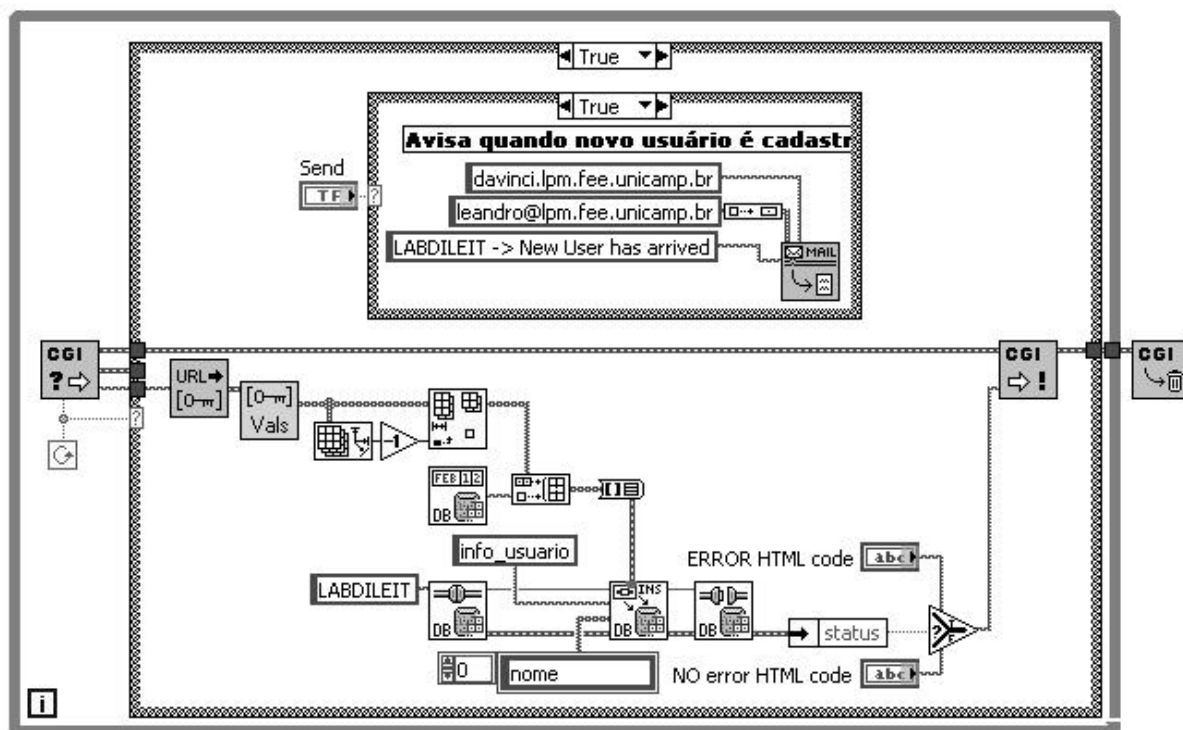 True
True
Avisa quando novo usuário é cadastr
Send
TF
?
davinci.lpm.fee.unicamp.br
leandro@lpm.fee.unicamp.br
LABDILEIT -> New User has arrived
MAIL
CGI
?
CGI
!
CGI
URL
Vals
?
-1
FEB 12
DB
info_usuario
ERROR HTML code
abc
LABDILEIT
INS
DB
DB
DB
status
?
T
F
0
nome
NO error HTML code
abc
i